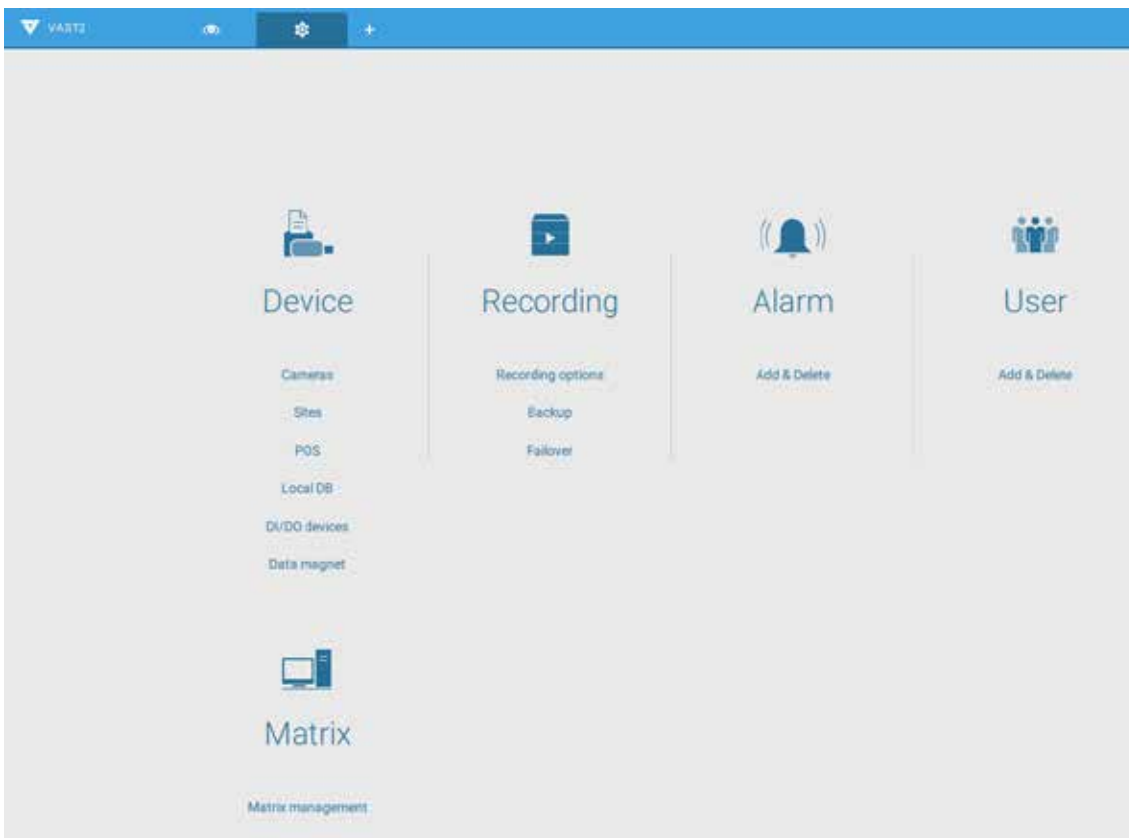 VAST2
Device
Cameras
Sites
POS
Local DB
DI/DO devices
Data magnet
Recording
Recording options
Backup
Failover
Alarm
Add & Delete
User
Add & Delete
Matrix
Matrix management